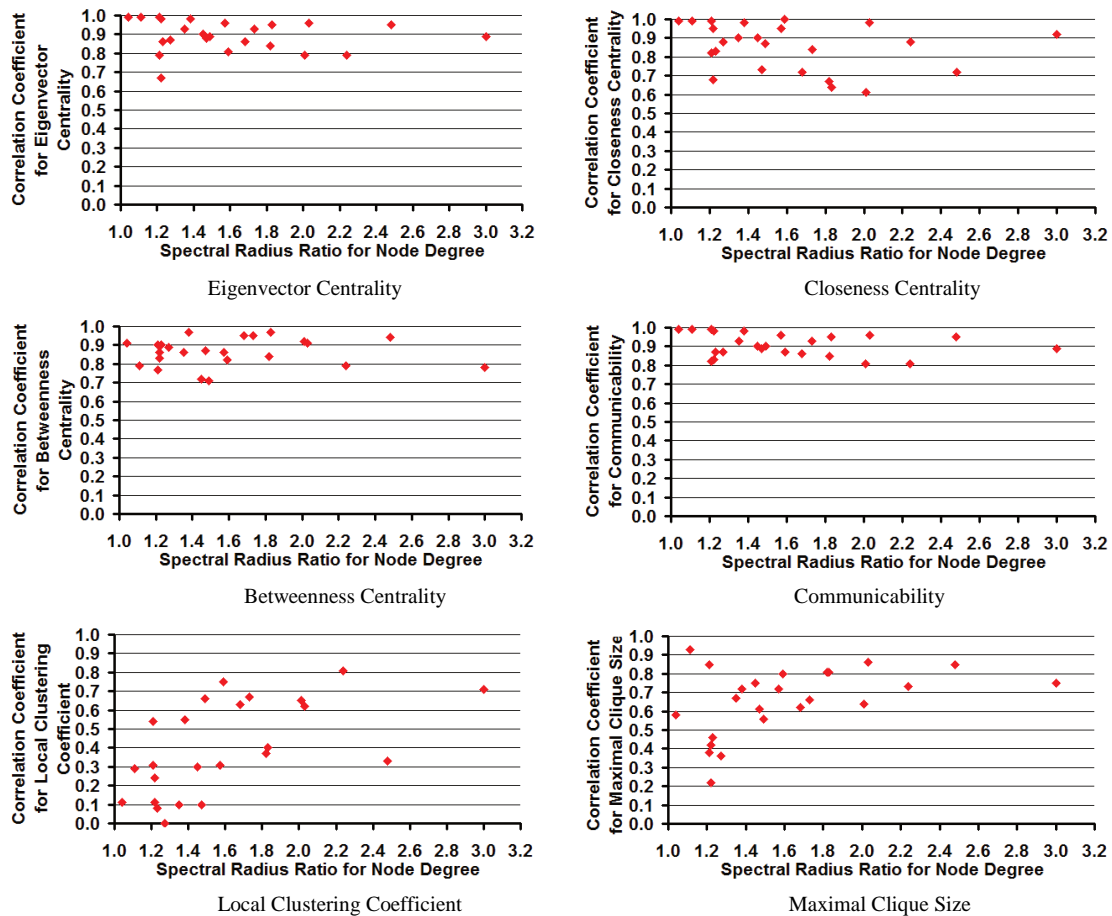 Correlation Coefficient
for Eigenvector
Centrality
1.0
0.9
0.8
0.7
0.6
0.5
0.4
0.3
0.2
0.1
0.0
1.0 1.2 1.4 1.6 1.8 2.0 2.2 2.4 2.6 2.8 3.0 3.2
Spectral Radius Ratio for Node Degree
Eigenvector Centrality
Correlation Coefficient
for Closeness Centrality
1.0
0.9
0.8
0.7
0.6
0.5
0.4
0.3
0.2
0.1
0.0
1.0 1.2 1.4 1.6 1.8 2.0 2.2 2.4 2.6 2.8 3.0 3.2
Spectral Radius Ratio for Node Degree
Closeness Centrality
Correlation Coefficient
for Betweenness
Centrality
1.0
0.9
0.8
0.7
0.6
0.5
0.4
0.3
0.2
0.1
0.0
1.0 1.2 1.4 1.6 1.8 2.0 2.2 2.4 2.6 2.8 3.0 3.2
Spectral Radius Ratio for Node Degree
Betweenness Centrality
Correlation Coefficient
for Communicability
1.0
0.9
0.8
0.7
0.6
0.5
0.4
0.3
0.2
0.1
0.0
1.0 1.2 1.4 1.6 1.8 2.0 2.2 2.4 2.6 2.8 3.0 3.2
Spectral Radius Ratio for Node Degree
Communicability
Correlation Coefficient
for Local Clustering
Coefficient
1.0
0.9
0.8
0.7
0.6
0.5
0.4
0.3
0.2
0.1
0.0
1.0 1.2 1.4 1.6 1.8 2.0 2.2 2.4 2.6 2.8 3.0 3.2
Spectral Radius Ratio for Node Degree
Local Clustering Coefficient
Correlation Coefficient
for Maximal Clique Size
1.0
0.9
0.8
0.7
0.6
0.5
0.4
0.3
0.2
0.1
0.0
1.0 1.2 1.4 1.6 1.8 2.0 2.2 2.4 2.6 2.8 3.0 3.2
Spectral Radius Ratio for Node Degree
Maximal Clique Size